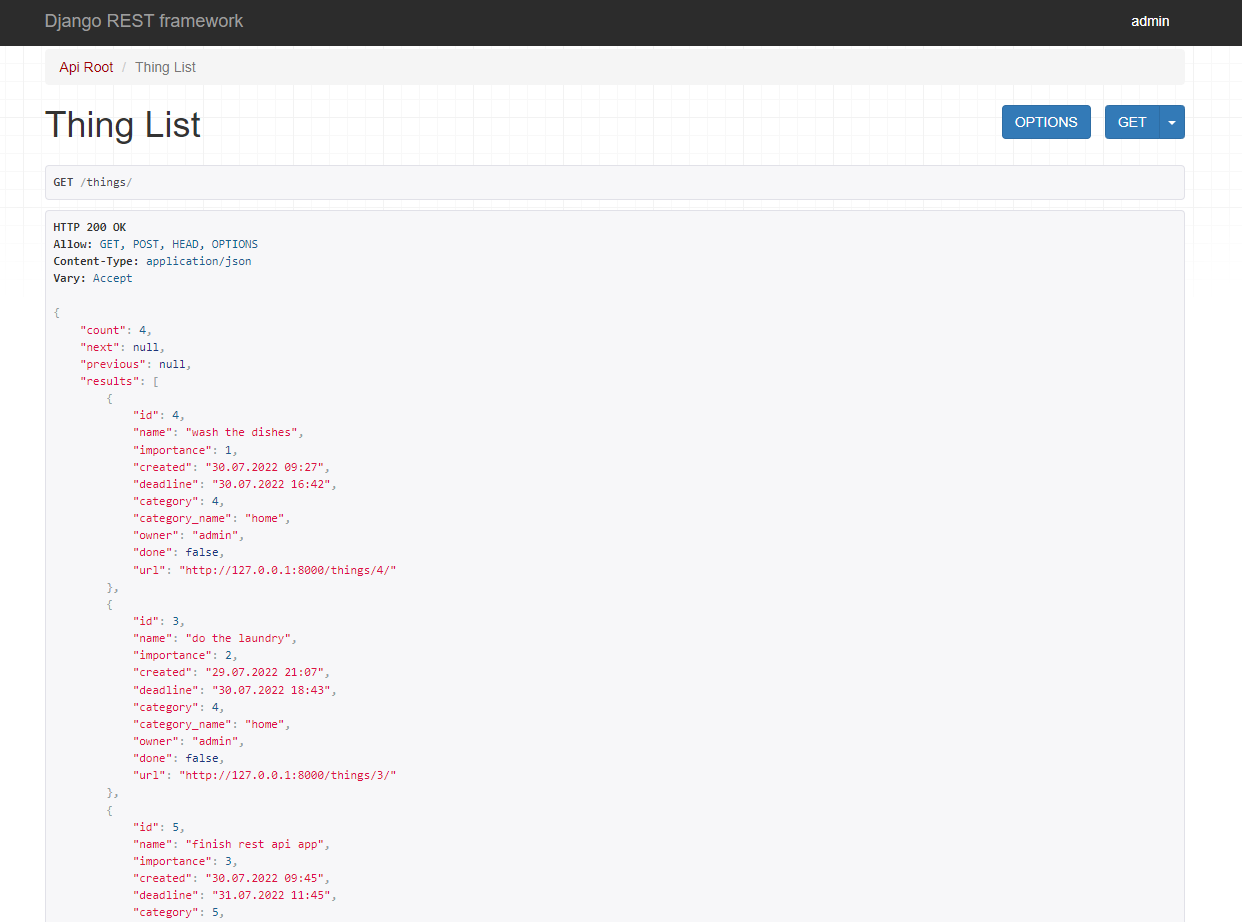 Django REST framework
admin
Api Root / Thing List
Thing List
OPTIONS
GET
GET /things/
HTTP 200 OK
Allow: GET, POST, HEAD, OPTIONS
Content-Type: application/json
Vary: Accept
{
    "count": 4,
    "next": null,
    "previous": null,
    "results": [
        {
            "id": 4,
            "name": "wash the dishes",
            "importance": 1,
            "created": "30.07.2022 09:27",
            "deadline": "30.07.2022 16:42",
            "category": 4,
            "category_name": "home",
            "owner": "admin",
            "done": false,
            "url": "http://127.0.0.1:8000/things/4/"
        },
        {
            "id": 3,
            "name": "do the laundry",
            "importance": 2,
            "created": "29.07.2022 21:07",
            "deadline": "30.07.2022 18:43",
            "category": 4,
            "category_name": "home",
            "owner": "admin",
            "done": false,
            "url": "http://127.0.0.1:8000/things/3/"
        },
        {
            "id": 5,
            "name": "finish rest api app",
            "importance": 3,
            "created": "30.07.2022 09:45",
            "deadline": "31.07.2022 11:45",
            "category": 5,